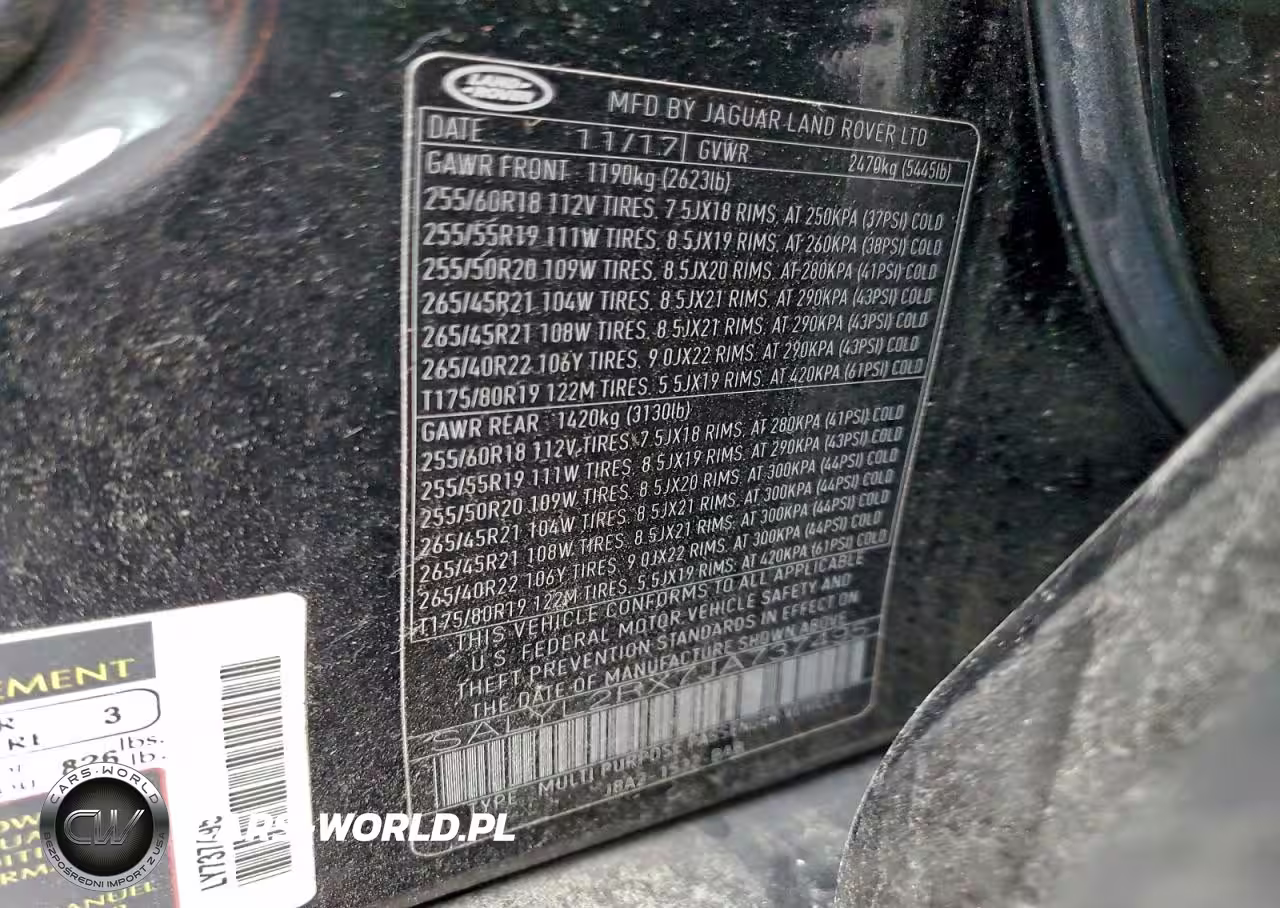 LAND
ROVER
MFD BY JAGUAR LAND ROVER LTD
DATE 11/17 GVWR 2470kg (5445lb)
GAWR FRONT 1190kg (2623lb)
255/60R18 112V TIRES, 7.5JX18 RIMS, AT 250KPA (37PSI) COLD
255/55R19 111W TIRES, 8.5JX19 RIMS, AT 260KPA (38PSI) COLD
255/50R20 109W TIRES, 8.5JX20 RIMS, AT 280KPA (41PSI) COLD
265/45R21 104W TIRES, 8.5JX21 RIMS, AT 290KPA (43PSI) COLD
265/45R21 108W TIRES, 8.5JX21 RIMS, AT 290KPA (43PSI) COLD
265/40R22 106Y TIRES, 9.0JX22 RIMS, AT 290KPA (43PSI) COLD
T175/80R19 122M TIRES, 5.5JX19 RIMS, AT 420KPA (61PSI) COLD
GAWR REAR 1420kg (3130lb)
255/60R18 112V TIRES, 7.5JX18 RIMS, AT 280KPA (41PSI) COLD
255/55R19 111W TIRES, 8.5JX19 RIMS, AT 290KPA (43PSI) COLD
255/50R20 109W TIRES, 8.5JX20 RIMS, AT 300KPA (44PSI) COLD
265/45R21 104W TIRES, 8.5JX21 RIMS, AT 300KPA (44PSI) COLD
265/45R21 108W TIRES, 8.5JX21 RIMS, AT 300KPA (44PSI) COLD
265/40R22 106Y TIRES, 9.0JX22 RIMS, AT 300KPA (44PSI) COLD
T175/80R19 122M TIRES, 5.5JX19 RIMS, AT 420KPA (61PSI) COLD
THIS VEHICLE CONFORMS TO ALL APPLICABLE
U.S. FEDERAL MOTOR VEHICLE SAFETY AND
THEFT PREVENTION STANDARDS IN EFFECT ON
THE DATE OF MANUFACTURE SHOWN ABOVE
TYPE : MULTI PURPOSE
EMENT
3
826 lbs.
lb.
CARS-WORLD
CW
BEZPOŚREDNI IMPORT Z USA
CARS-WORLD.PL